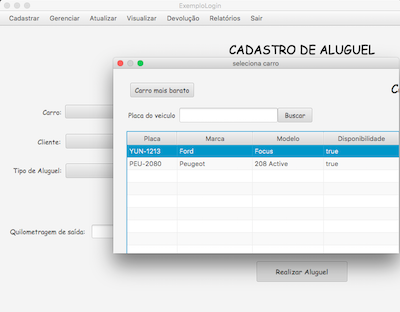 ExemploLogin
Cadastrar Gerenciar Atualizar Visualizar Devolução Relatórios Sair
CADASTRO DE ALUGUEL
seleciona carro
Carro mais barato
C
Carro:
Placa do veículo
Buscar
Placa Marca Modelo Disponibilidade
Cliente:
YUN-1213 Ford Focus true
PEU-2080 Peugeot 208 Active true
Tipo de Aluguel:
Quilometragem de saída:
Realizar Aluguel